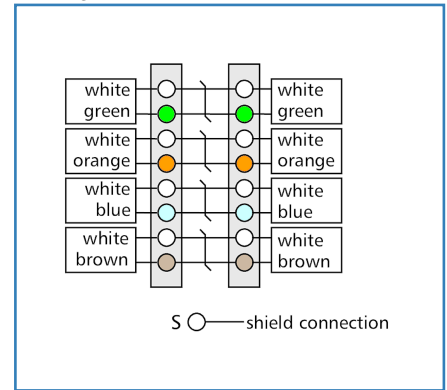 white
green
white
orange
white
blue
white
brown
white
green
white
orange
white
blue
white
brown
S shield connection